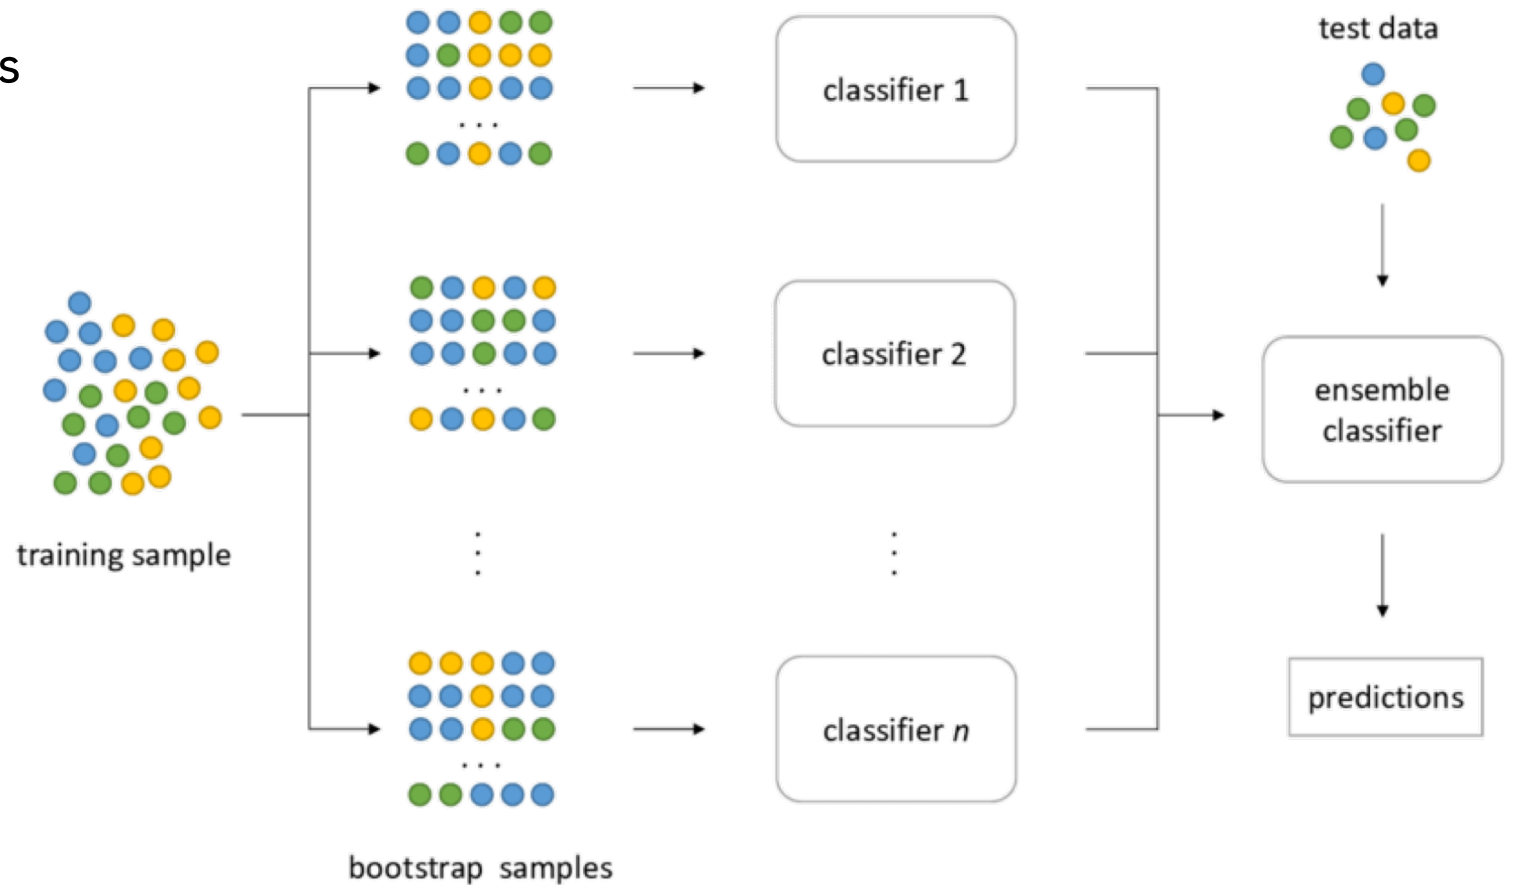 s
test data
classifier 1
...
classifier 2
...
ensemble
classifier
training sample
predictions
classifier n
...
bootstrap samples